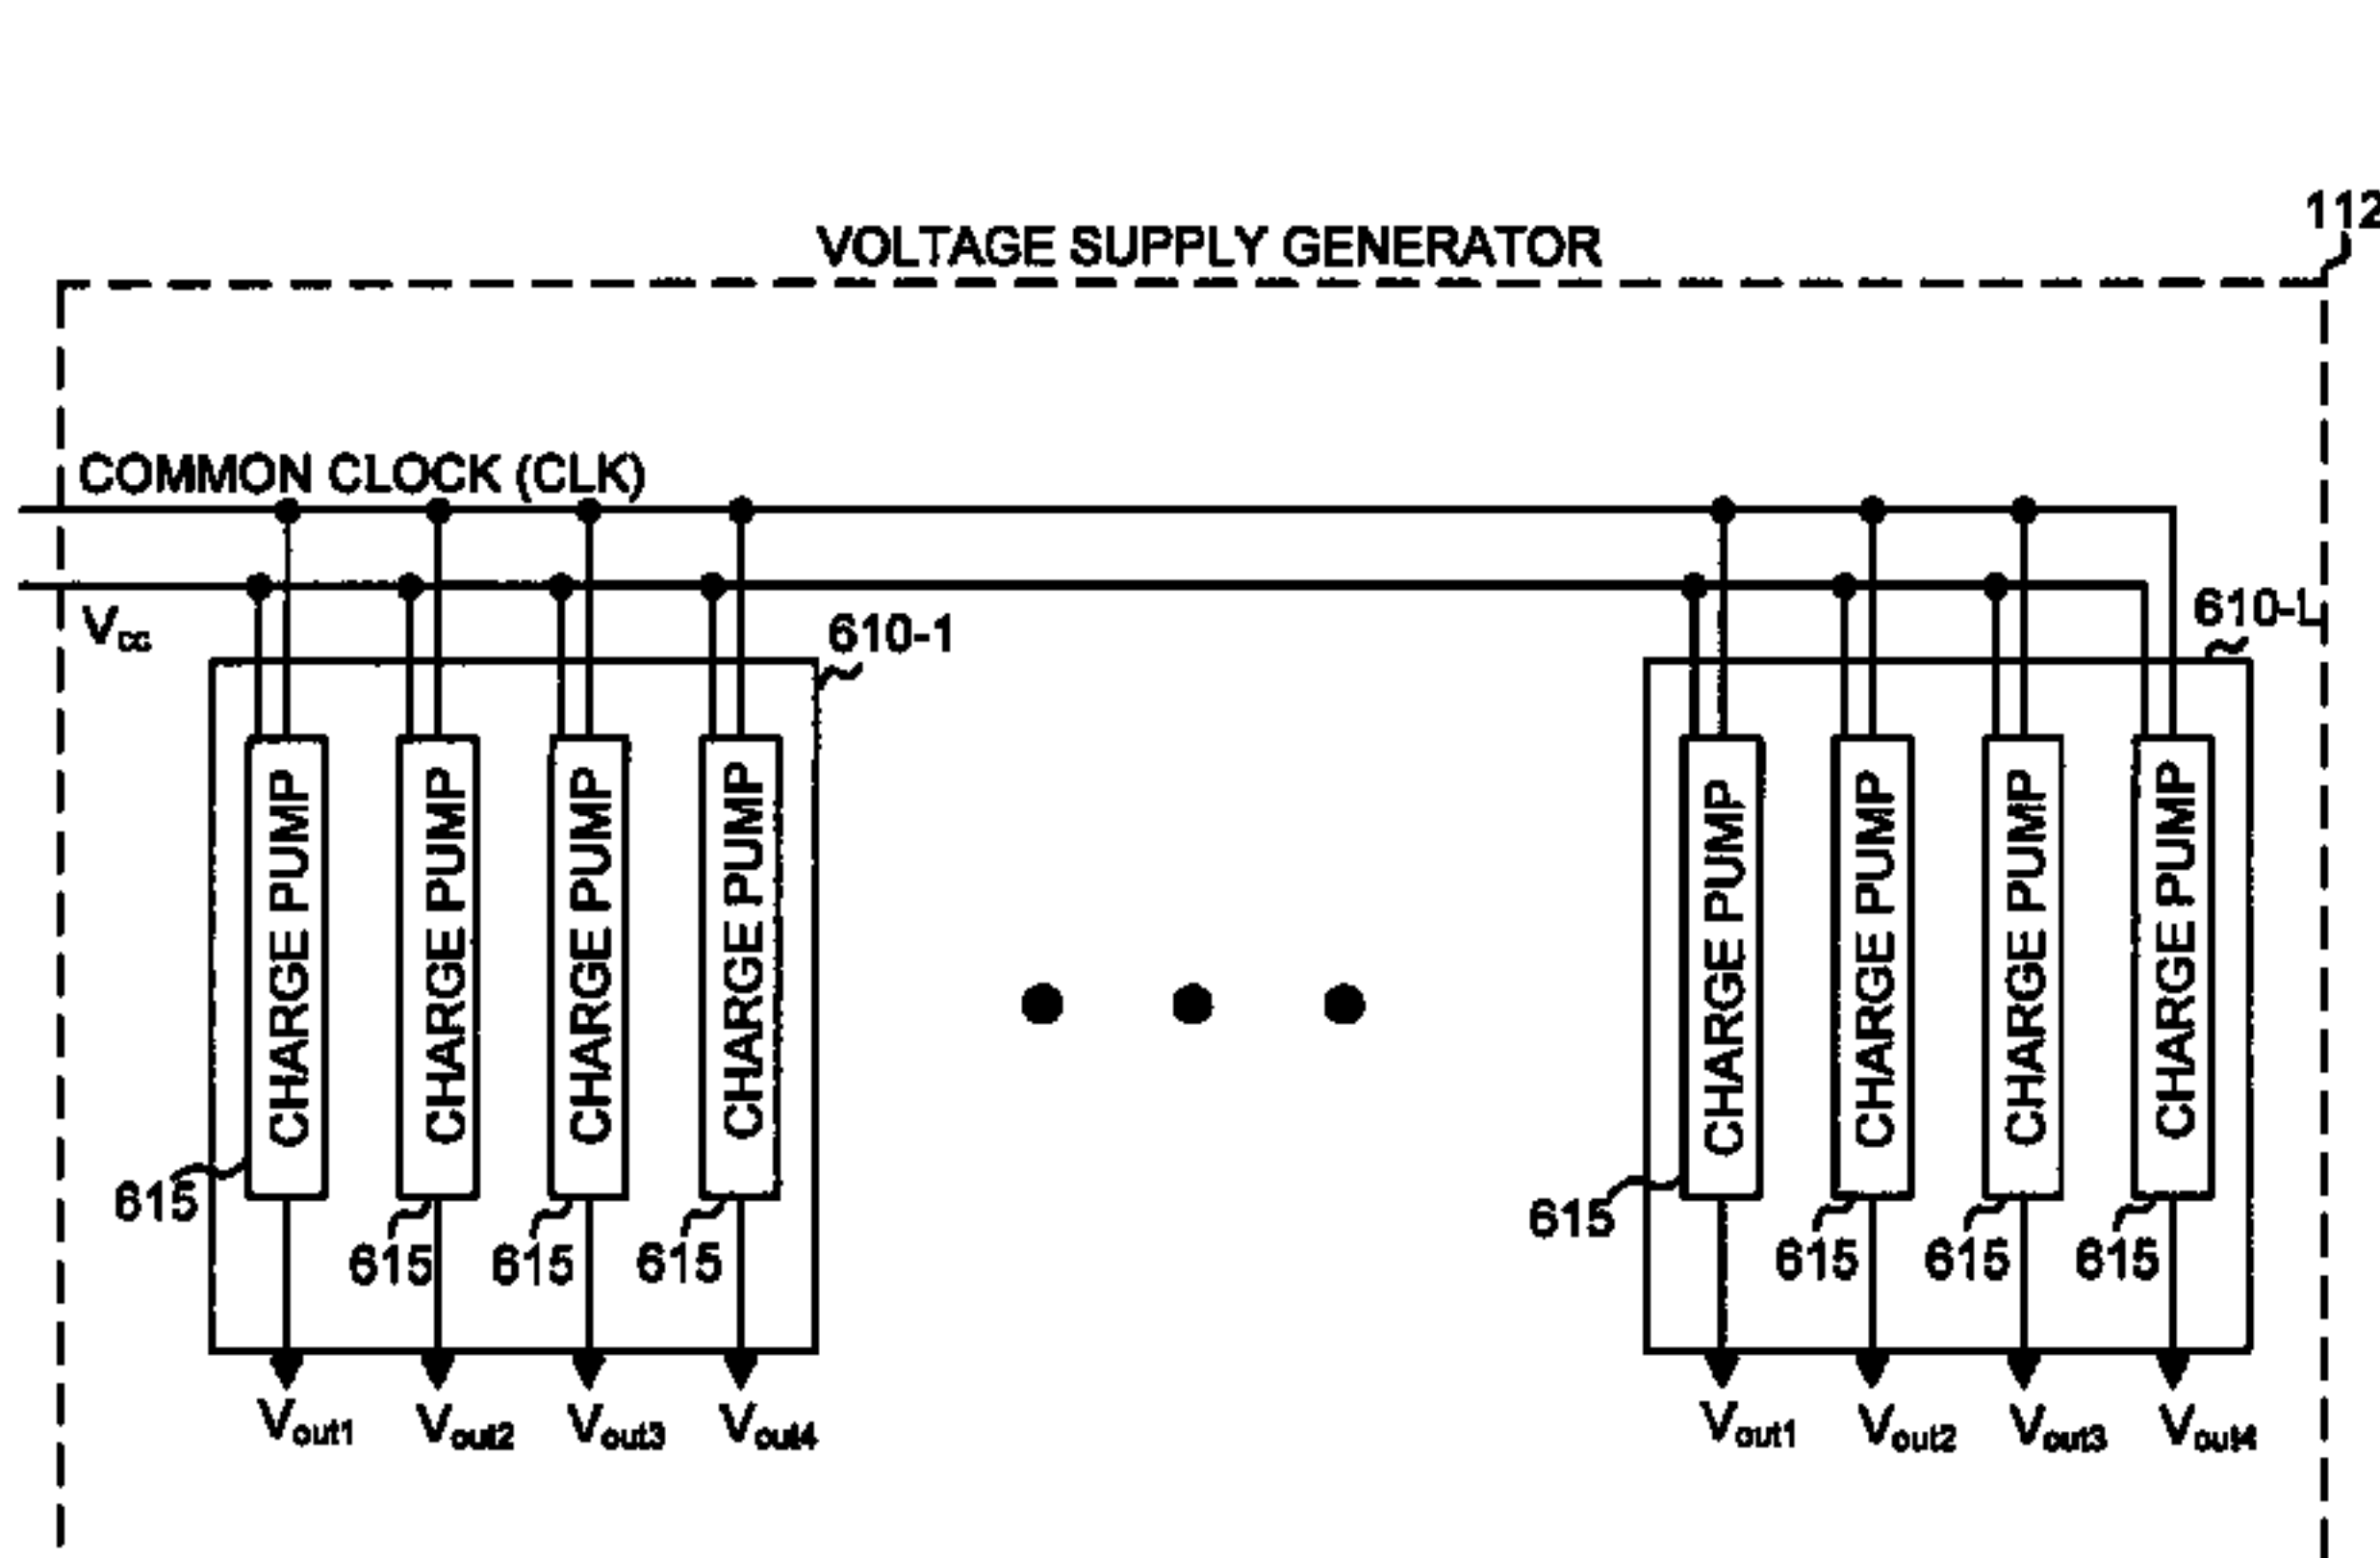 112
VOLTAGE SUPPLY GENERATOR
COMMON CLOCK (CLK)
Vcc
610-1
610-L
CHARGE PUMP
CHARGE PUMP
CHARGE PUMP
CHARGE PUMP
CHARGE PUMP
CHARGE PUMP
CHARGE PUMP
CHARGE PUMP
615
615
615
615
615
615
615
615
Vout1
Vout2
Vout3
Vout4
Vout1
Vout2
Vout3
Vout4